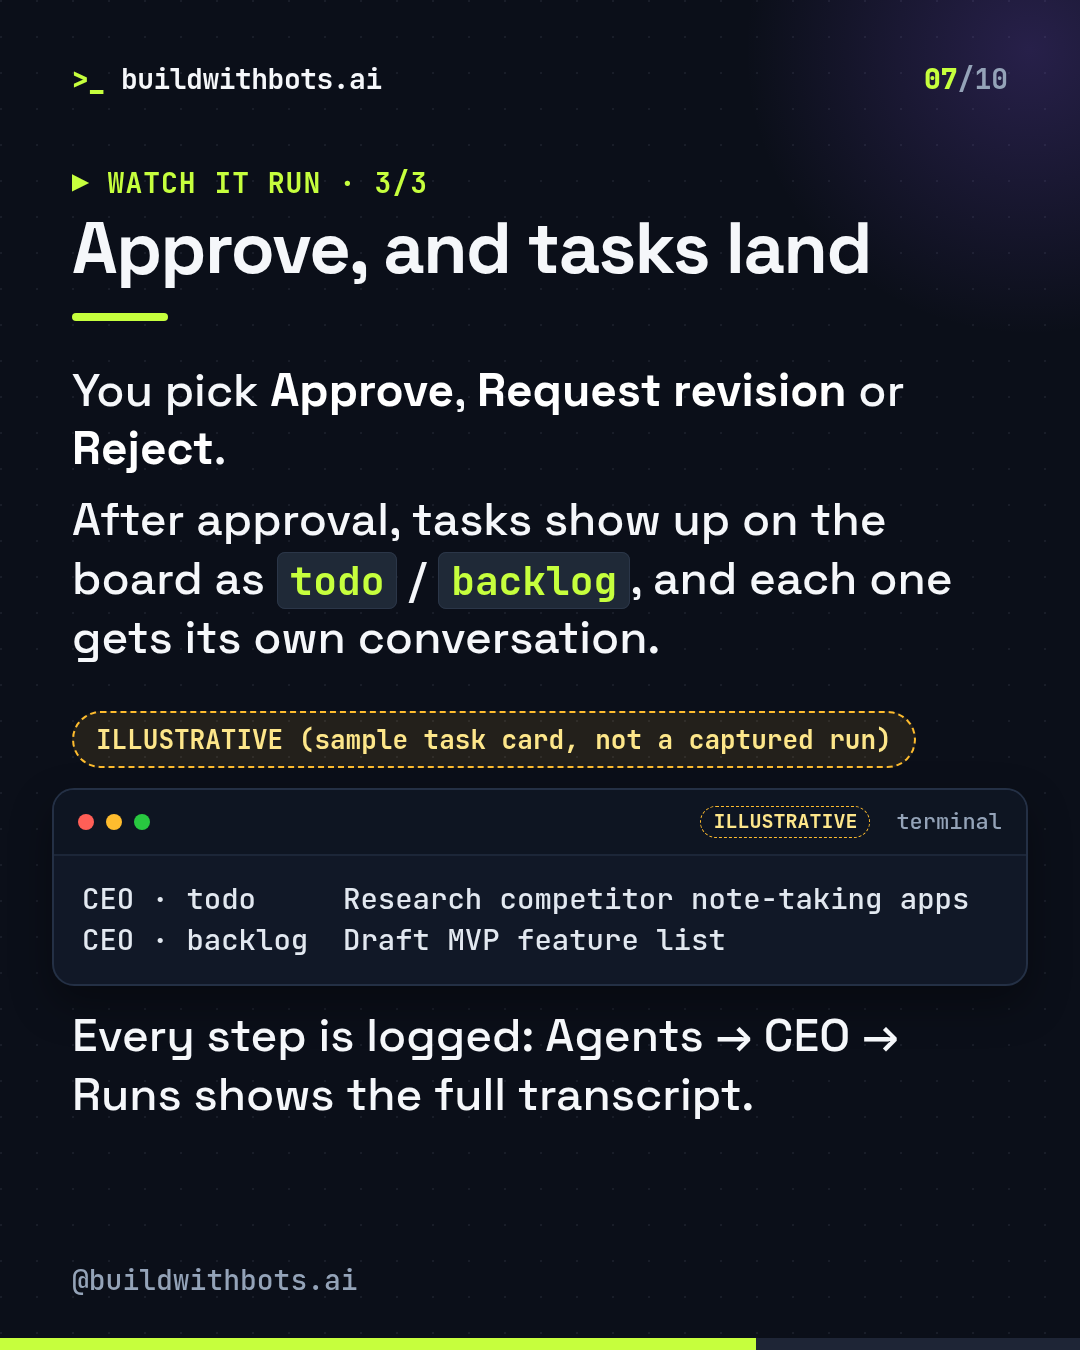 >_ buildwithbots.ai
07/10
▶ WATCH IT RUN · 3/3
Approve, and tasks land
You pick Approve, Request revision or
Reject.
After approval, tasks show up on the
board as todo / backlog, and each one
gets its own conversation.
ILLUSTRATIVE (sample task card, not a captured run)
ILLUSTRATIVE terminal
CEO · todo Research competitor note-taking apps
CEO · backlog Draft MVP feature list
Every step is logged: Agents → CEO →
Runs shows the full transcript.
@buildwithbots.ai